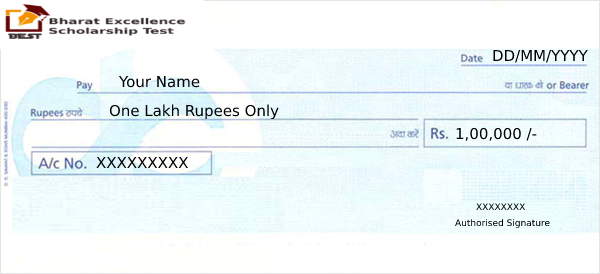 Bharat Excellence
Scholarship Test
BEST
Date DD/MM/YYYY
Pay Your Name या धारक को or Bearer
Rupees रुपये One Lakh Rupees Only
अदा करें Rs. 1,00,000 /-
A/c No. XXXXXXXXX
XXXXXXXX
Authorised Signature